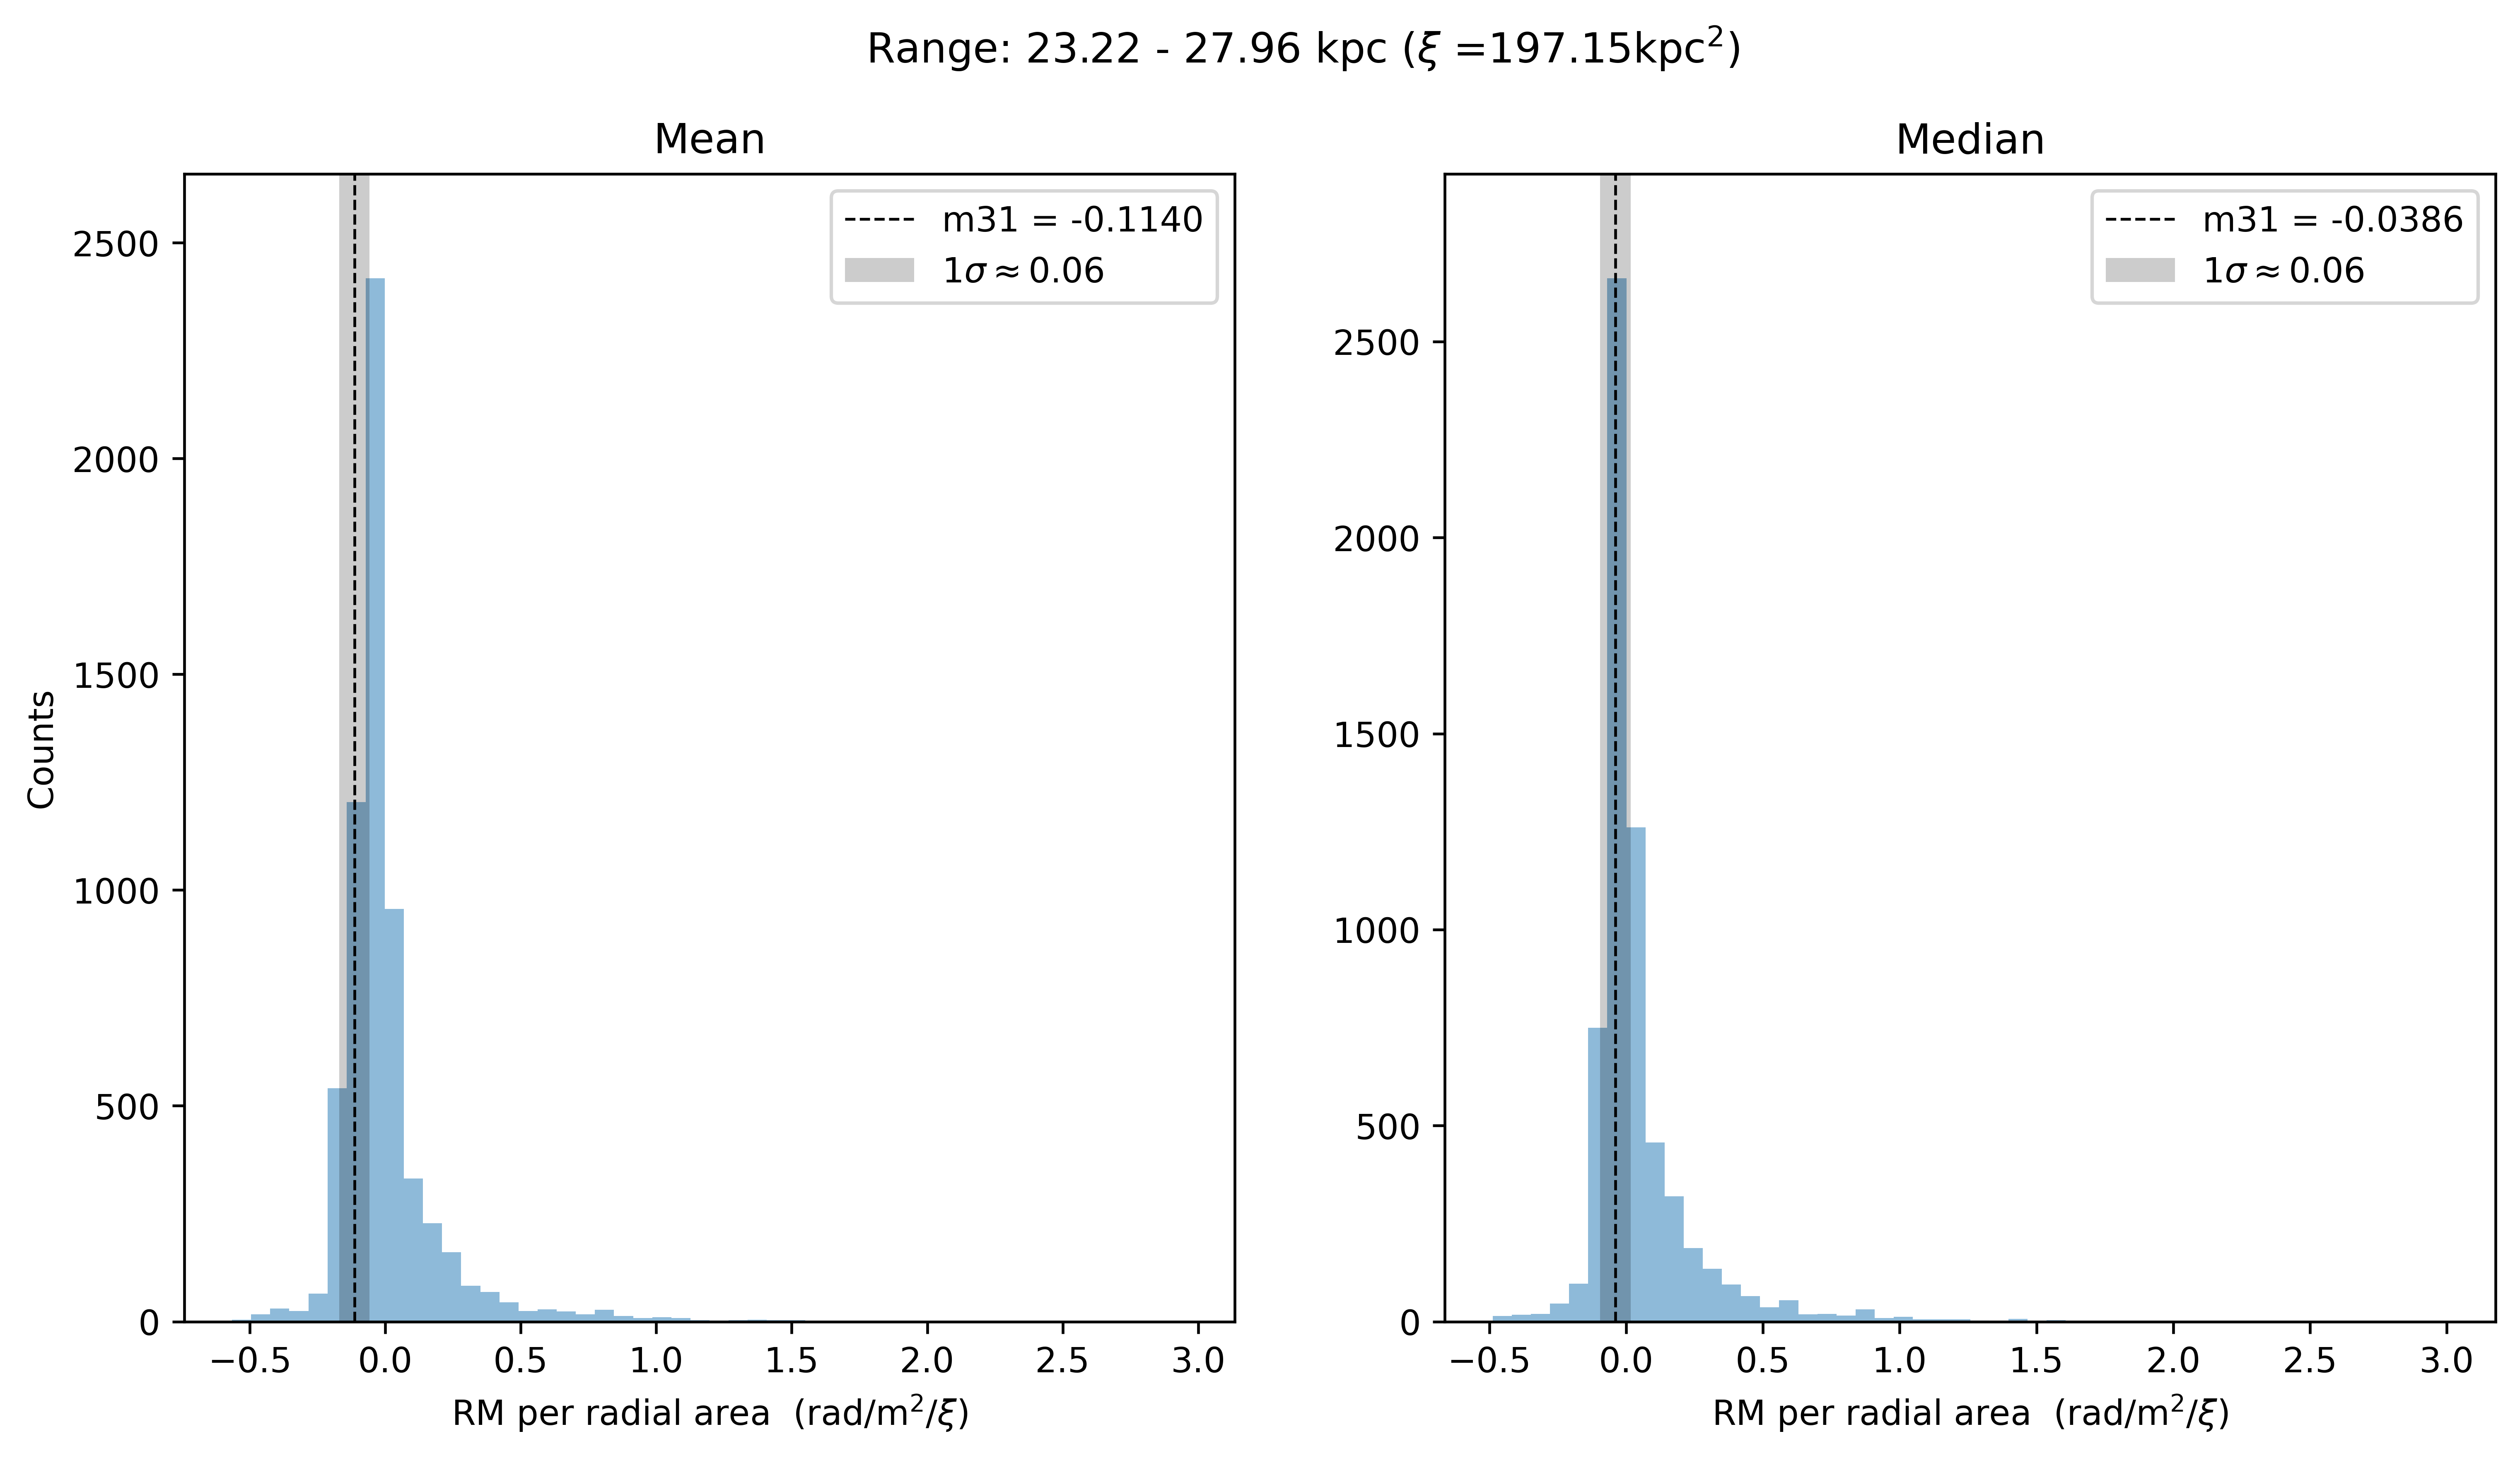 Range: 23.22 - 27.96 kpc (ξ =197.15kpc²)
Mean
m31 = -0.1140
1σ ≈ 0.06
2500
2000
1500
1000
500
0
Counts
−0.5 0.0 0.5 1.0 1.5 2.0 2.5 3.0
RM per radial area (rad/m²/ξ)
Median
m31 = -0.0386
1σ ≈ 0.06
2500
2000
1500
1000
500
0
−0.5 0.0 0.5 1.0 1.5 2.0 2.5 3.0
RM per radial area (rad/m²/ξ)